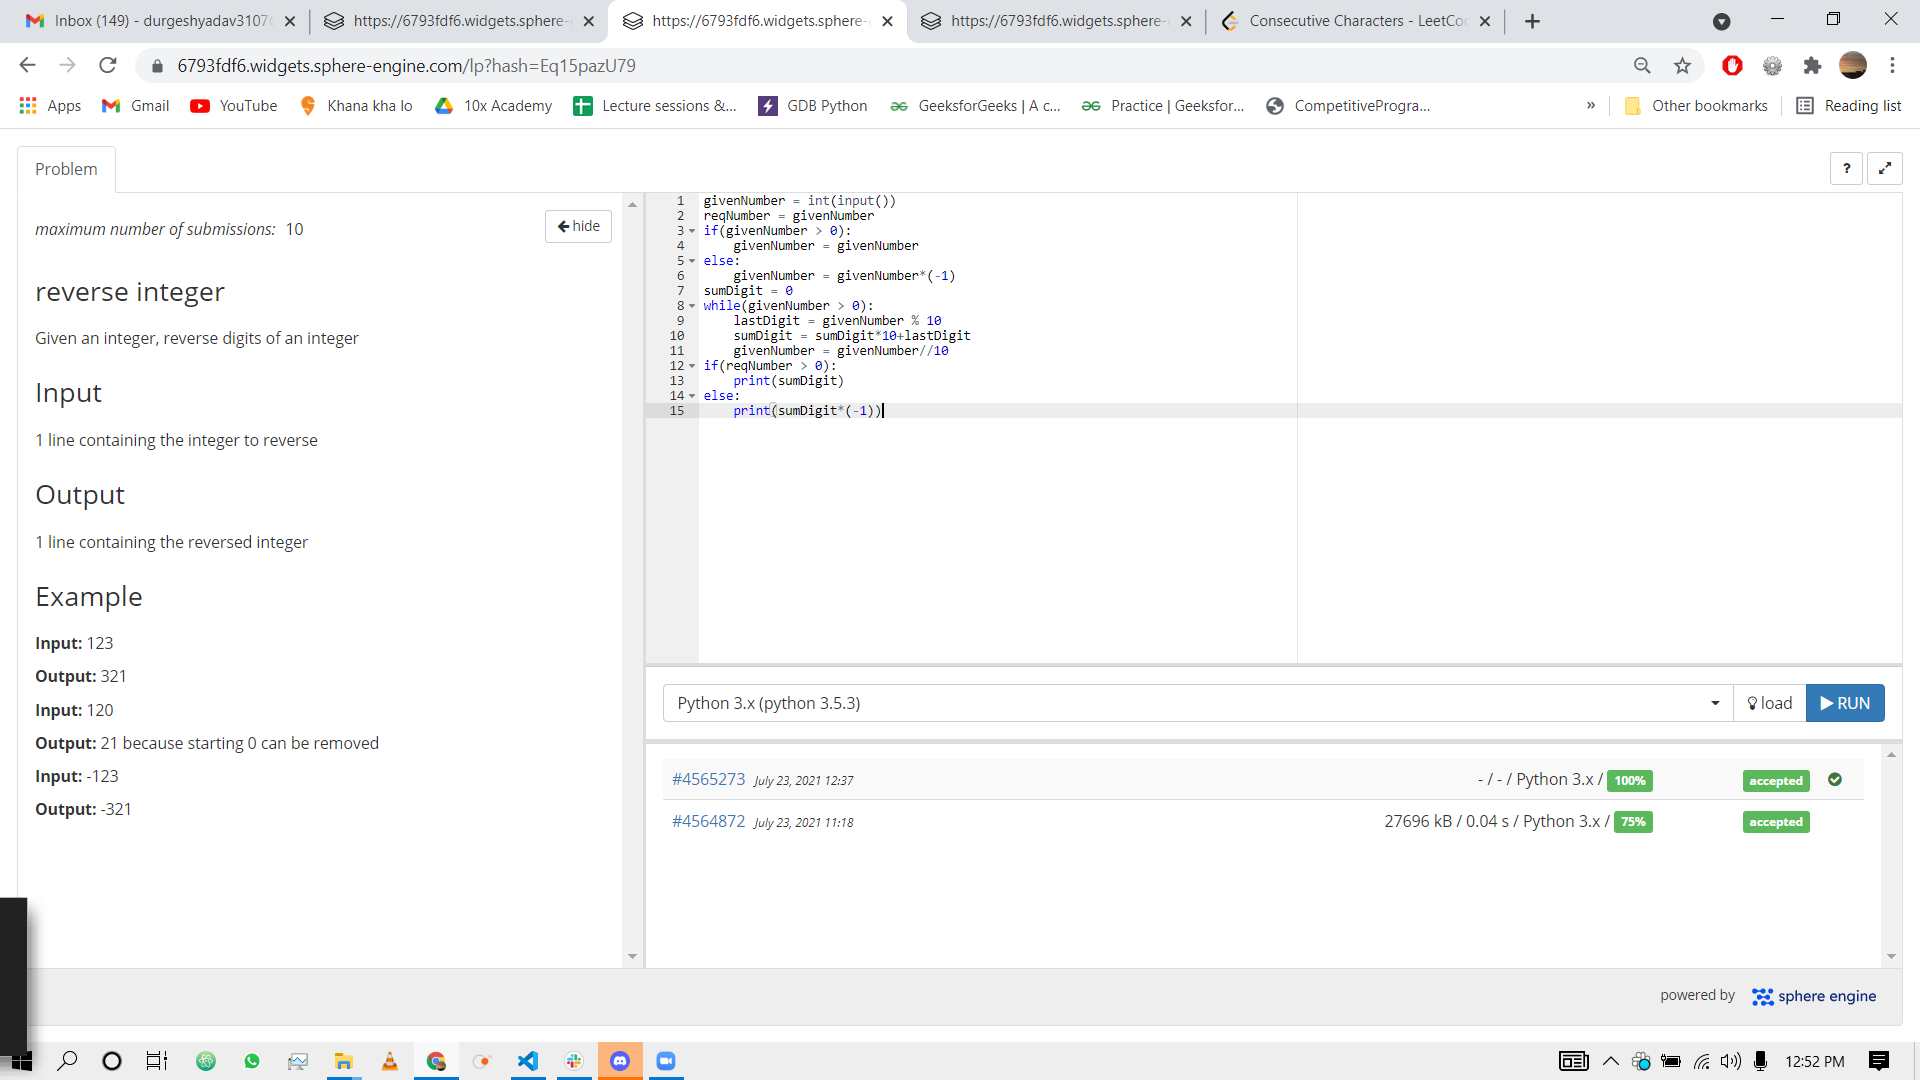 Inbox (149) - durgeshyadav3107
https://6793fdf6.widgets.sphere-
https://6793fdf6.widgets.sphere-
https://6793fdf6.widgets.sphere-
Consecutive Characters - LeetCo
6793fdf6.widgets.sphere-engine.com/lp?hash=Eq15pazU79
Apps
Gmail
YouTube
Khana kha lo
10x Academy
Lecture sessions &...
GDB Python
GeeksforGeeks | A c...
Practice | Geeksfor...
CompetitiveProgra...
»
Other bookmarks
Reading list
Problem
?
maximum number of submissions: 10
hide
reverse integer
Given an integer, reverse digits of an integer
Input
1 line containing the integer to reverse
Output
1 line containing the reversed integer
Example
Input: 123
Output: 321
Input: 120
Output: 21 because starting 0 can be removed
Input: -123
Output: -321
1 givenNumber = int(input())
2 reqNumber = givenNumber
3 if(givenNumber > 0):
4 givenNumber = givenNumber
5 else:
6 givenNumber = givenNumber*(-1)
7 sumDigit = 0
8 while(givenNumber > 0):
9 lastDigit = givenNumber % 10
10 sumDigit = sumDigit*10+lastDigit
11 givenNumber = givenNumber//10
12 if(reqNumber > 0):
13 print(sumDigit)
14 else:
15 print(sumDigit*(-1))
Python 3.x (python 3.5.3)
load
RUN
#4565273 July 23, 2021 12:37 - / - / Python 3.x / 100% accepted
#4564872 July 23, 2021 11:18 27696 kB / 0.04 s / Python 3.x / 75% accepted
powered by sphere engine
12:52 PM